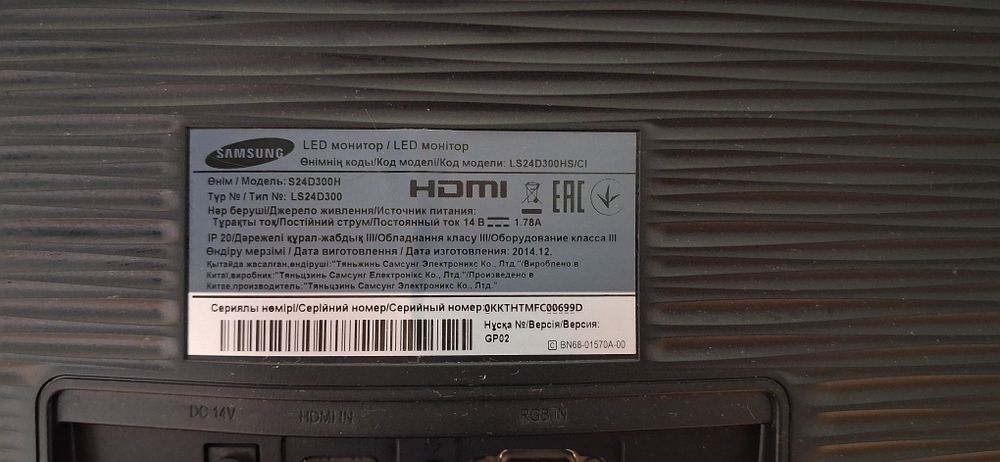 SAMSUNG
LED монитор / LED монітор
Өнімнің коды/Код моделі/Код модели: LS24D300HS/CI
Өнім / Модель: S24D300H
Түр № / Тип №: LS24D300
HDMI
EAC
Нәр беруші/Джерело живлення/Источник питания:
Тұрақты тоқ/Постійний струм/Постоянный ток 14 В 1.78A
IP 20/Дәрежелі құрал-жабдық III/Обладнання класу III/Оборудование класса III
Өндіру мерзімі / Дата виготовлення / Дата изготовления: 2014.12.
Қытайда жасалған,өндіруші:"Тяньжинь Самсунг Электроникс Ко., Лтд."/Вироблено в
Китаї,виробник:"Тяньцзинь Самсунг Електронікс Ко., Лтд."/Произведено в
Китае,производитель:"Тяньцзинь Самсунг Электроникс Ко., Лтд."
Сериялы нөмірі/Серійний номер/Серийный номер:0KKTHTMFC00699D
Нұсқа №/Версія/Версия:
GP02
C BN68-01570A-00
DC 14V
HDMI IN
RGB IN